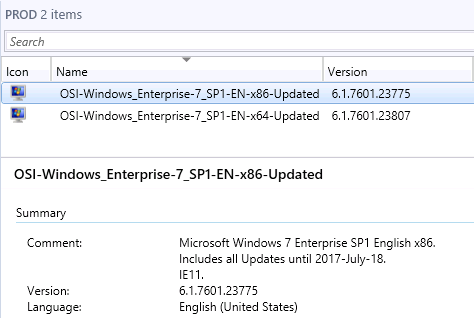 PROD 2 items
Search
Icon Name Version
OSI-Windows_Enterprise-7_SP1-EN-x86-Updated 6.1.7601.23775
OSI-Windows_Enterprise-7_SP1-EN-x64-Updated 6.1.7601.23807
OSI-Windows_Enterprise-7_SP1-EN-x86-Updated
Summary
Comment: Microsoft Windows 7 Enterprise SP1 English x86.
Includes all Updates until 2017-July-18.
IE11.
Version: 6.1.7601.23775
Language: English (United States)